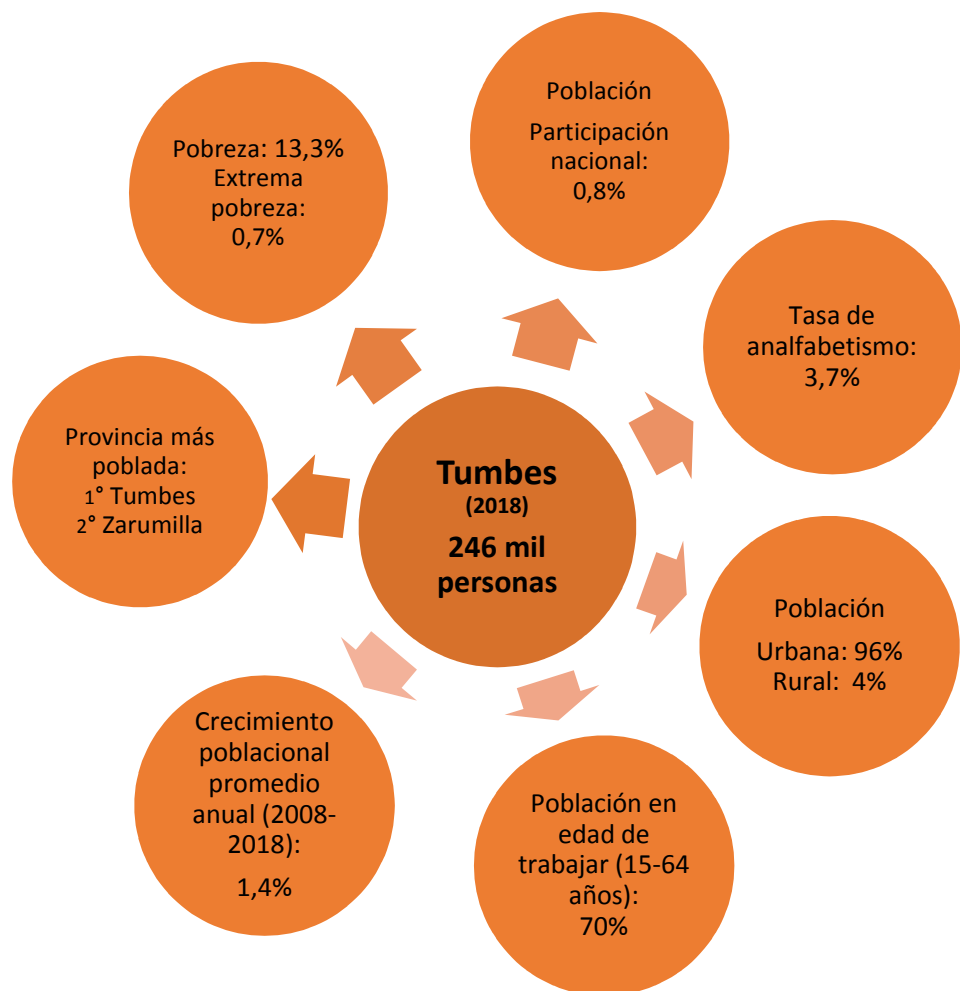 Tumbes
(2018)
246 mil
personas
Población
Participación
nacional:
0,8%
Tasa de
analfabetismo:
3,7%
Población
Urbana: 96%
Rural: 4%
Población en
edad de
trabajar (15-64
años):
70%
Crecimiento
poblacional
promedio
anual (2008-
2018):
1,4%
Provincia más
poblada:
1° Tumbes
2° Zarumilla
Pobreza: 13,3%
Extrema
pobreza:
0,7%